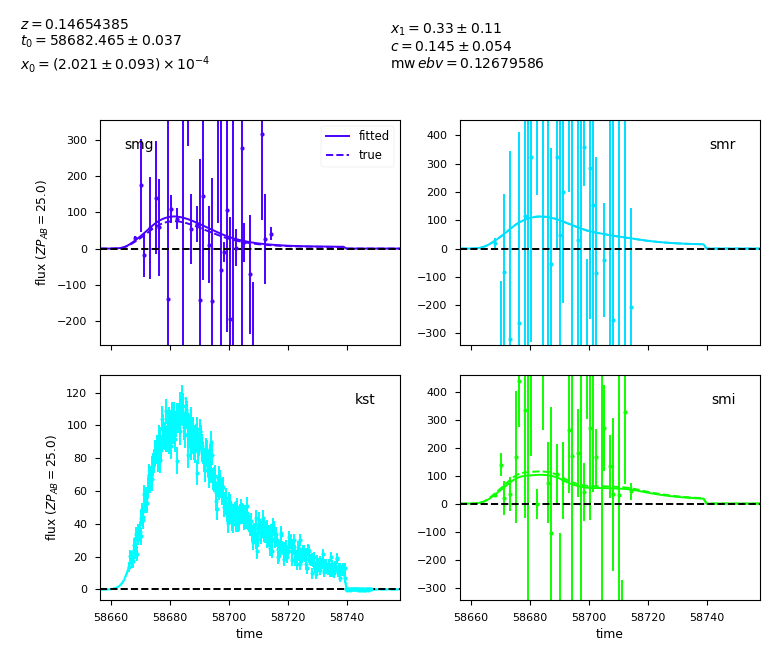 z = 0.14654385
t₀ = 58682.465 ± 0.037
x₀ = (2.021 ± 0.093) × 10⁻⁴
x₁ = 0.33 ± 0.11
c = 0.145 ± 0.054
mw ebv = 0.12679586
smg
fitted
true
300
200
100
0
−100
−200
flux (ZP_AB = 25.0)
smr
400
300
200
100
0
−100
−200
−300
kst
120
100
80
60
40
20
0
flux (ZP_AB = 25.0)
58660 58680 58700 58720 58740
time
smi
400
300
200
100
0
−100
−200
−300
58660 58680 58700 58720 58740
time